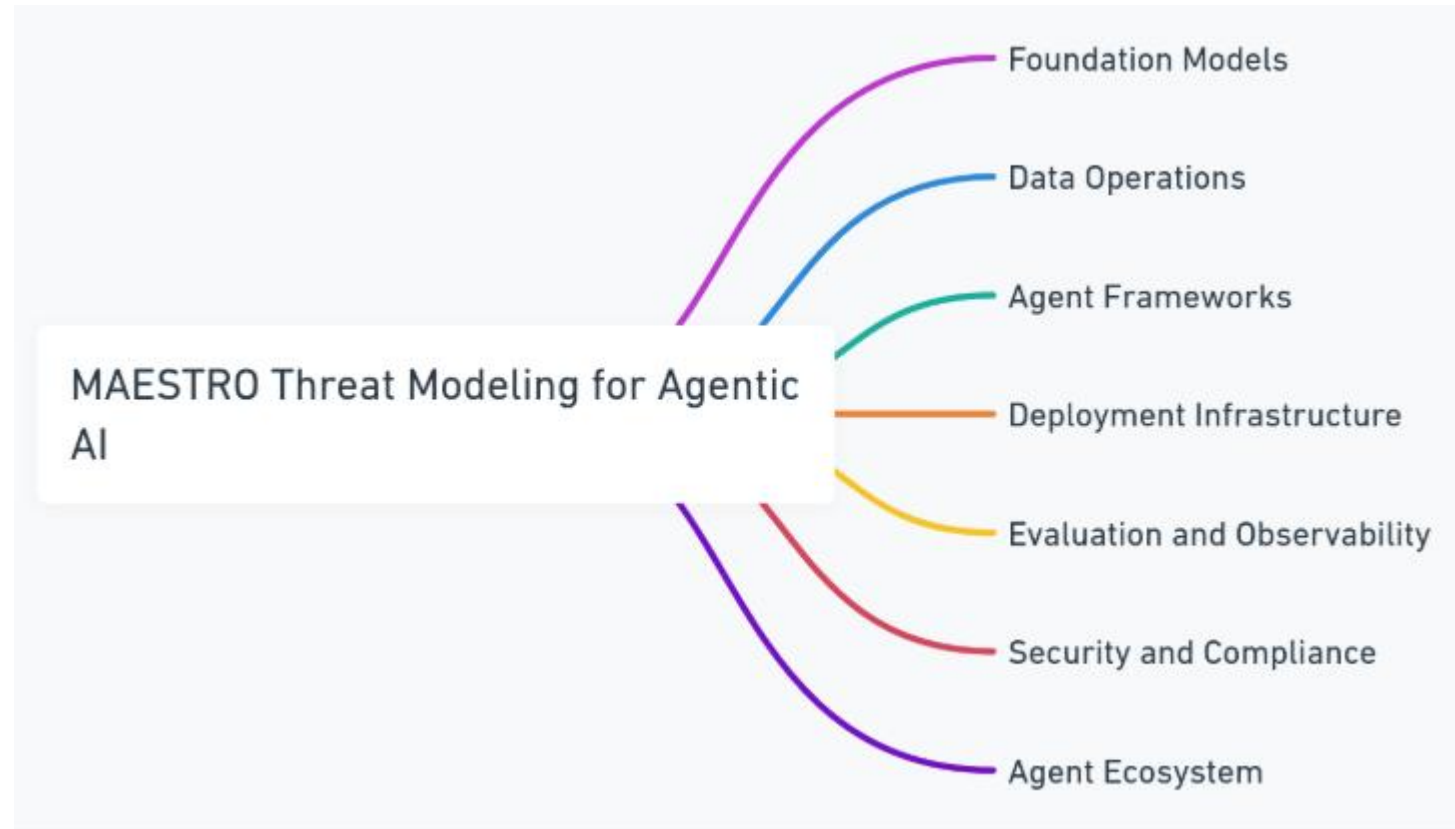 Foundation Models
Data Operations
Agent Frameworks
MAESTRO Threat Modeling for Agentic
AI
Deployment Infrastructure
Evaluation and Observability
Security and Compliance
Agent Ecosystem